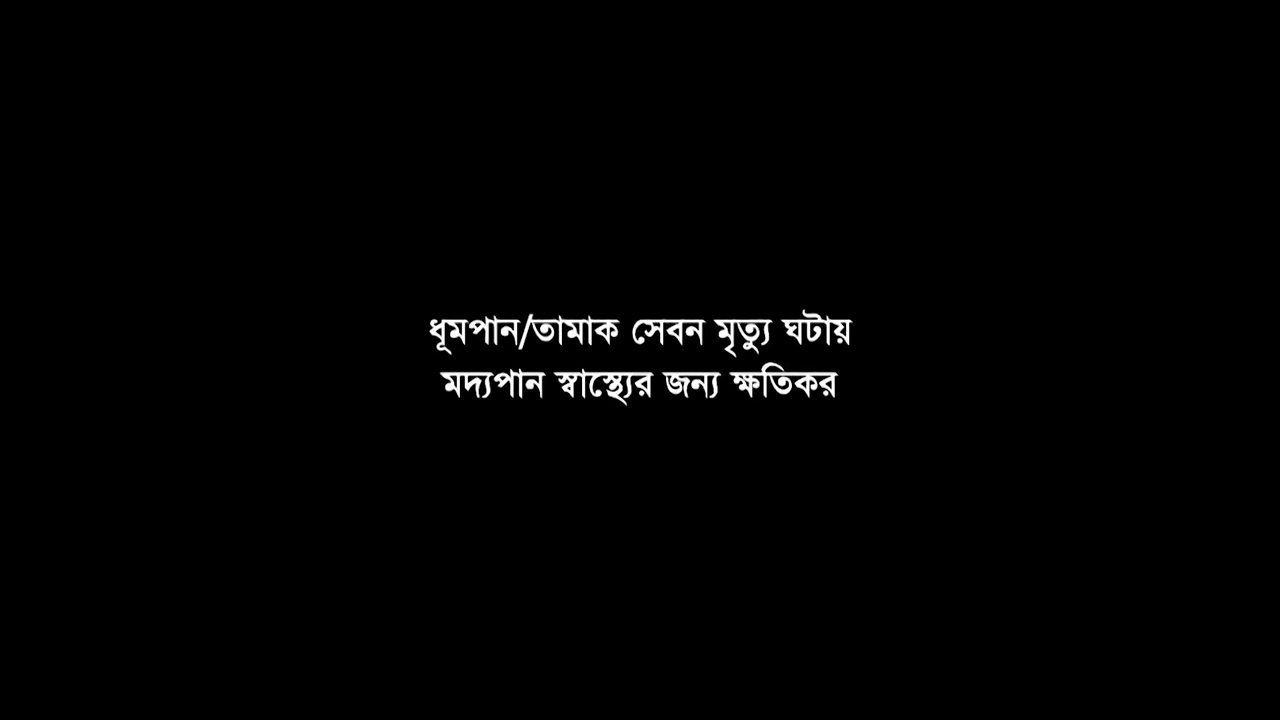 ধূমপান/তামাক সেবন মৃত্যু ঘটায়
মদ্যপান স্বাস্থ্যের জন্য ক্ষতিকর